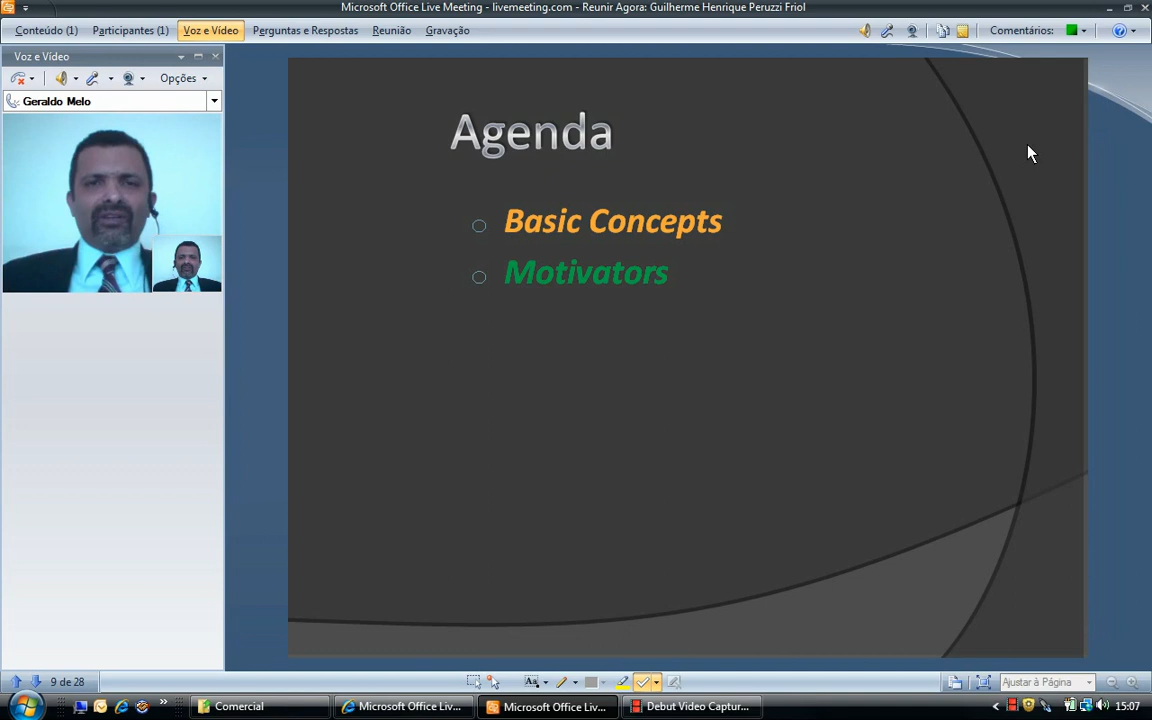 Microsoft Office Live Meeting - livemeeting.com - Reunir Agora: Guilherme Henrique Peruzzi Friol
Conteúdo (1) Participantes (1) Voz e Vídeo Perguntas e Respostas Reunião Gravação Comentários:
Voz e Vídeo
Opções
Geraldo Melo
Agenda
Basic Concepts
Motivators
9 de 28 Aa Ajustar à Página
Comercial Microsoft Office Liv... Microsoft Office Liv... Debut Video Captur... 15:07